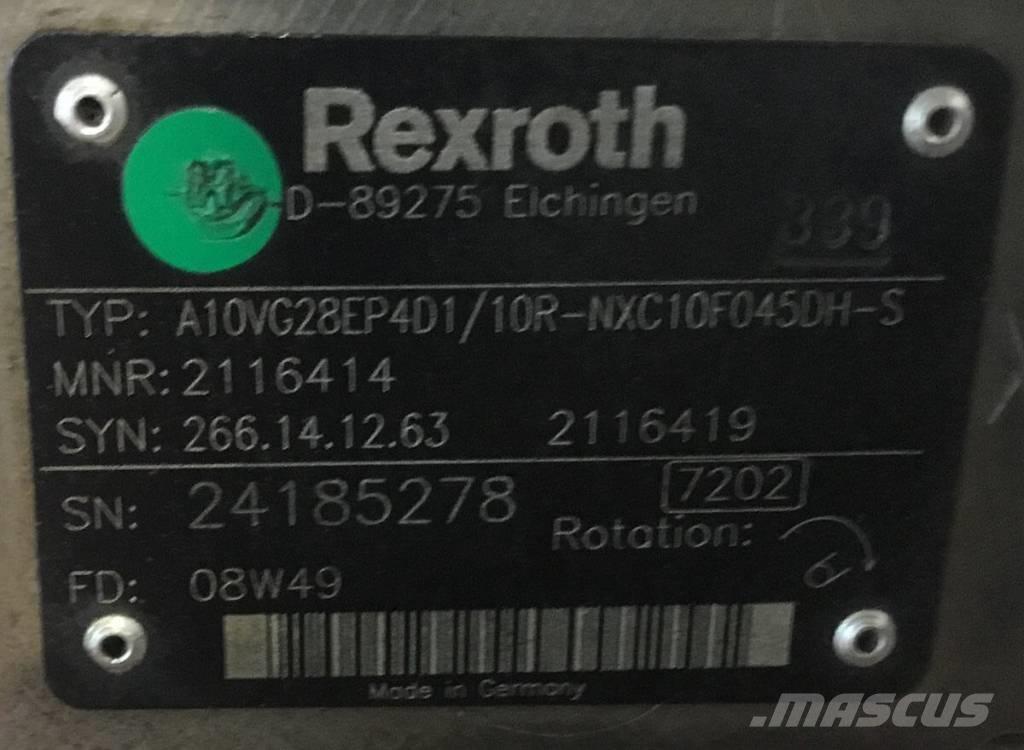 Rexroth
D-89275 Elchingen
339
TYP: A10VG28EP4D1/10R-NXC10F045DH-S
MNR: 2116414
SYN: 266.14.12.63 2116419
SN: 24185278 7202
Rotation:
FD: 08W49
Made in Germany
.MASCUS